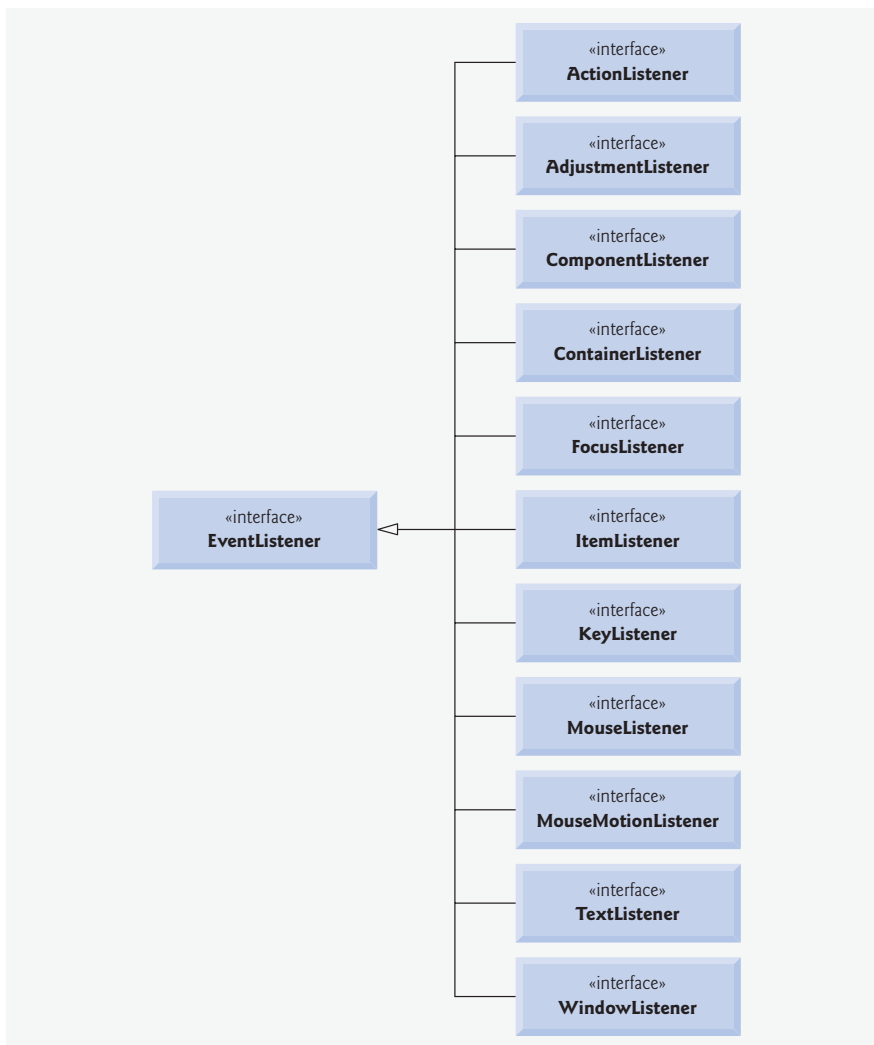 «interface»
ActionListener
«interface»
AdjustmentListener
«interface»
ComponentListener
«interface»
ContainerListener
«interface»
FocusListener
«interface»
EventListener
«interface»
ItemListener
«interface»
KeyListener
«interface»
MouseListener
«interface»
MouseMotionListener
«interface»
TextListener
«interface»
WindowListener